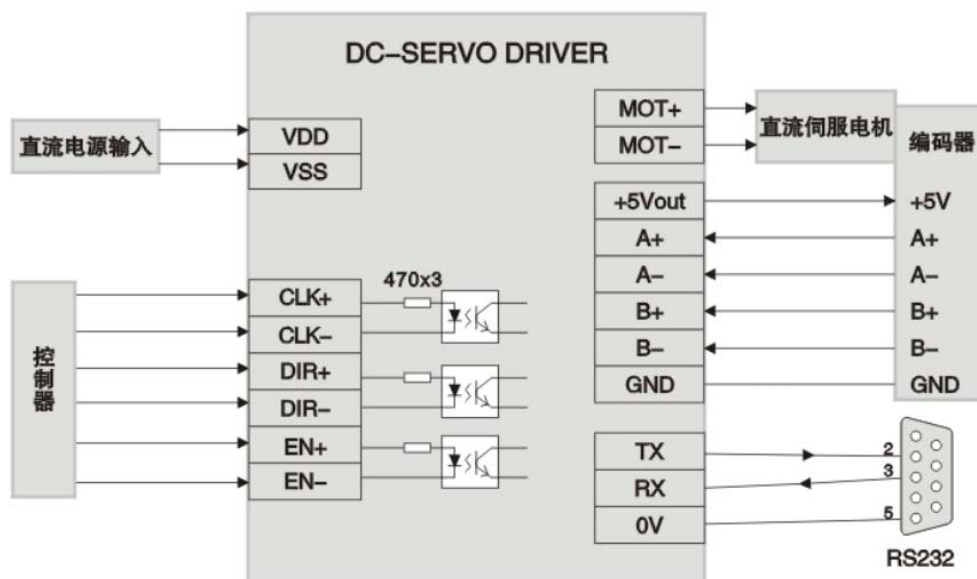 DC-SERVO DRIVER
直流电源输入
VDD
VSS
控制器
CLK+
CLK-
DIR+
DIR-
EN+
EN-
470x3
MOT+
MOT-
+5Vout
A+
A-
B+
B-
GND
TX
RX
0V
直流伺服电机
编码器
+5V
A+
A-
B+
B-
GND
2
3
5
RS232